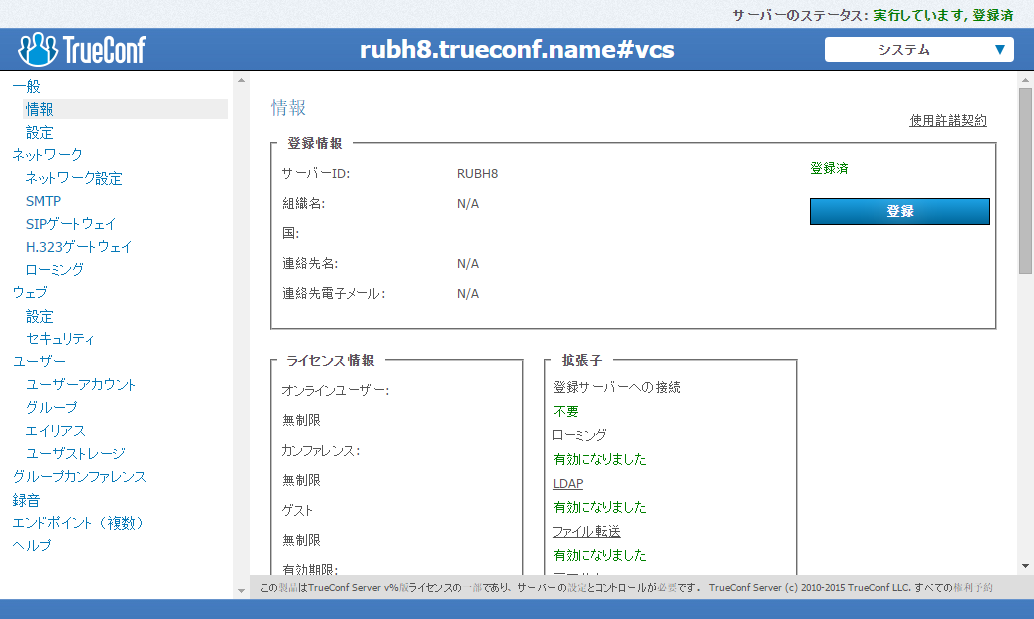 サーバーのステータス: 実行しています, 登録済
TrueConf
rubh8.trueconf.name#vcs
システム
一般
情報
設定
ネットワーク
ネットワーク設定
SMTP
SIPゲートウェイ
H.323ゲートウェイ
ローミング
ウェブ
設定
セキュリティ
ユーザー
ユーザーアカウント
グループ
エイリアス
ユーザストレージ
グループカンファレンス
録音
エンドポイント（複数）
ヘルプ
情報
使用許諾契約
登録情報
サーバーID: RUBH8
登録済
組織名: N/A
登録
国:
連絡先名: N/A
連絡先電子メール: N/A
ライセンス情報
オンラインユーザー:
無制限
カンファレンス:
無制限
ゲスト
無制限
有効期限:
拡張子
登録サーバーへの接続
不要
ローミング
有効になりました
LDAP
有効になりました
ファイル転送
有効になりました
この製品はTrueConf Server v%版ライセンスの一部であり、サーバーの設定とコントロールが必要です。 TrueConf Server (c) 2010-2015 TrueConf LLC. すべての権利予約